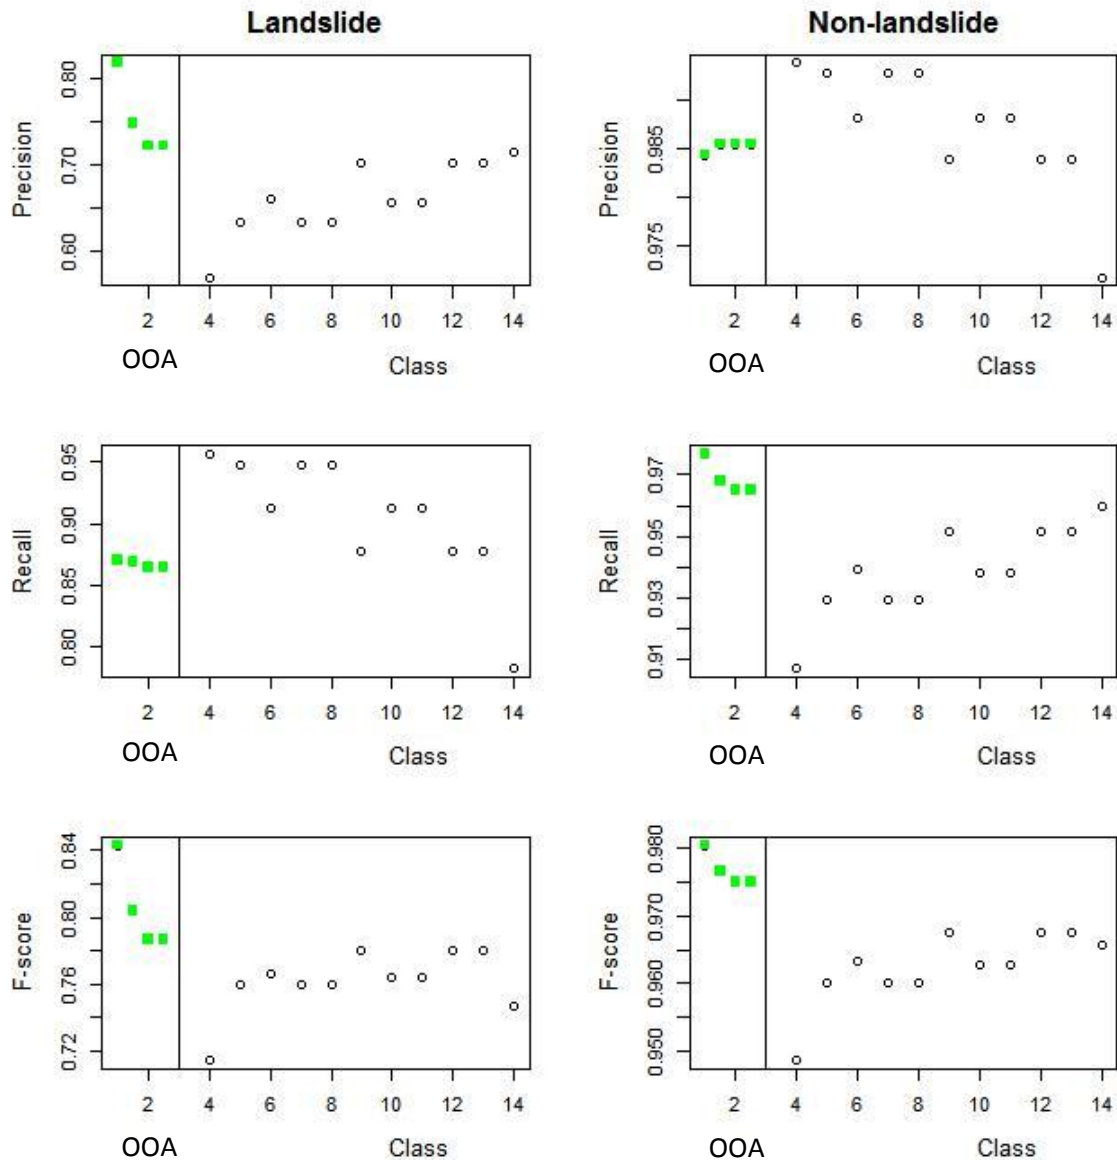 Landslide
Non-landslide
Precision
0.60 0.70 0.80
2 4 6 8 10 12 14
OOA
Class
Precision
0.975 0.985
2 4 6 8 10 12 14
OOA
Class
Recall
0.80 0.85 0.90 0.95
2 4 6 8 10 12 14
OOA
Class
Recall
0.91 0.93 0.95 0.97
2 4 6 8 10 12 14
OOA
Class
F-score
0.72 0.76 0.80 0.84
2 4 6 8 10 12 14
OOA
Class
F-score
0.950 0.960 0.970 0.980
2 4 6 8 10 12 14
OOA
Class